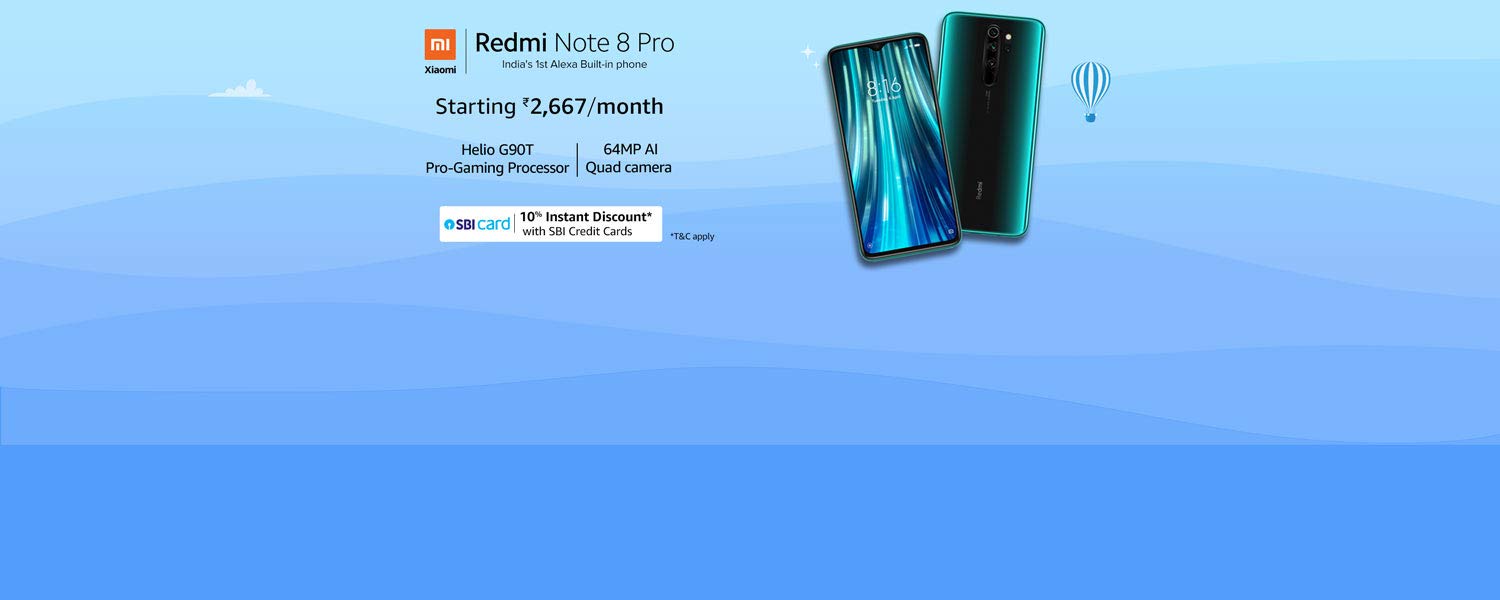 mi
Xiaomi
Redmi Note 8 Pro
India's 1st Alexa Built-in phone
Starting ₹2,667/month
Helio G90T
Pro-Gaming Processor
64MP AI
Quad camera
SBI card
10% Instant Discount*
with SBI Credit Cards
*T&C apply
8:16
Redmi